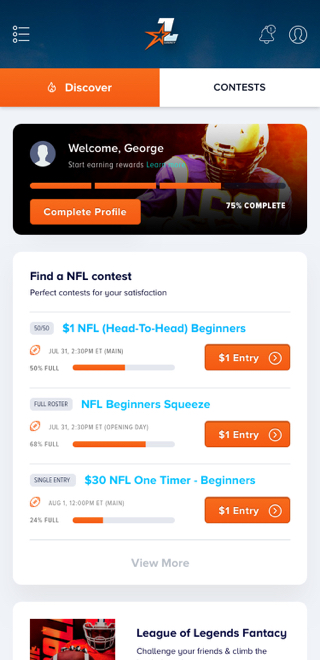 1
Discover
CONTESTS
Welcome, George
Start earning rewards
75% COMPLETE
Complete Profile
Find a NFL contest
Perfect contests for your satisfaction
50/50 $1 NFL (Head-To-Head) Beginners
JUL 31, 2:30PM ET (MAIN)
$1 Entry
50% FULL
FULL ROSTER NFL Beginners Squeeze
JUL 31, 2:30PM ET (OPENING DAY)
$1 Entry
68% FULL
SINGLE ENTRY $30 NFL One Timer - Beginners
AUG 1, 12:00PM ET (MAIN)
$1 Entry
24% FULL
View More
League of Legends Fantacy
Challenge your friends & climb the